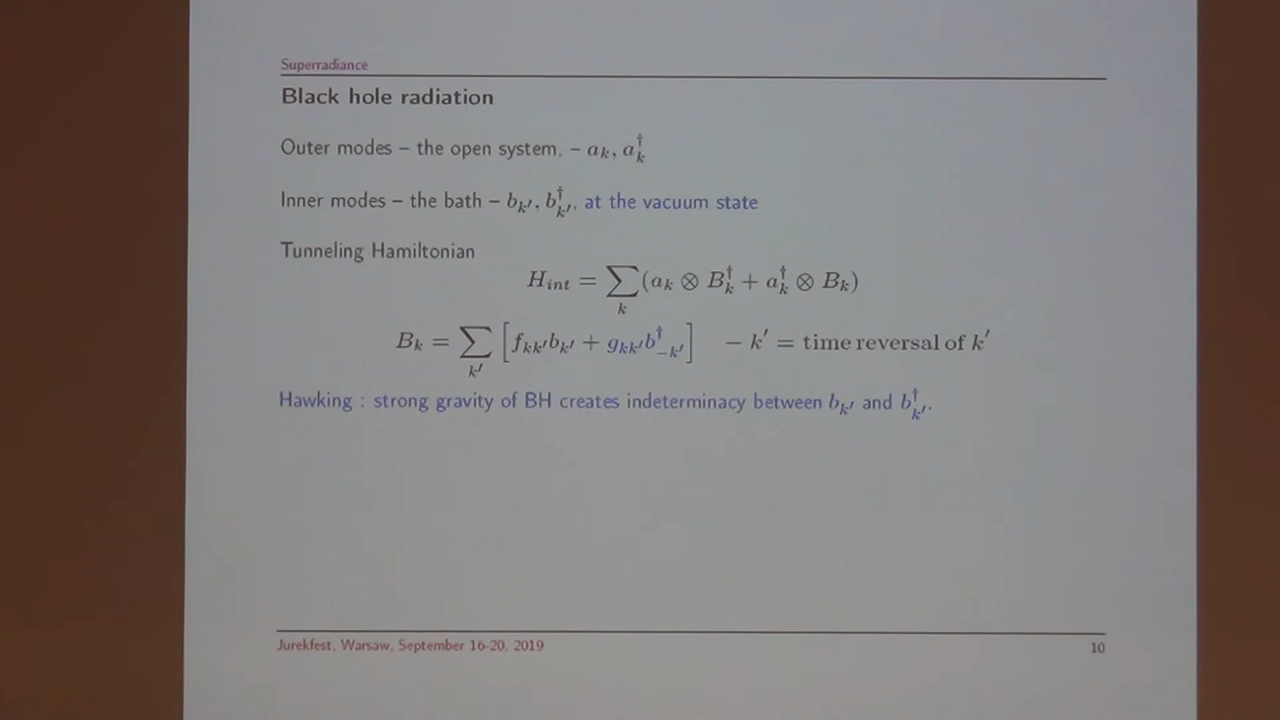 Superradiance
Black hole radiation
Outer modes – the open system, – a_k, a_k^†
Inner modes – the bath – b_{k'}, b_{k'}^†, at the vacuum state
Tunneling Hamiltonian
H_{int} = ∑_k (a_k ⊗ B_k^† + a_k^† ⊗ B_k)
B_k = ∑_{k'} [f_{kk'} b_{k'} + g_{kk'} b_{-k'}^†] − k' = time reversal of k'
Hawking : strong gravity of BH creates indeterminacy between b_{k'} and b_{k'}^†.
Jurekfest, Warsaw, September 16-20, 2019 10